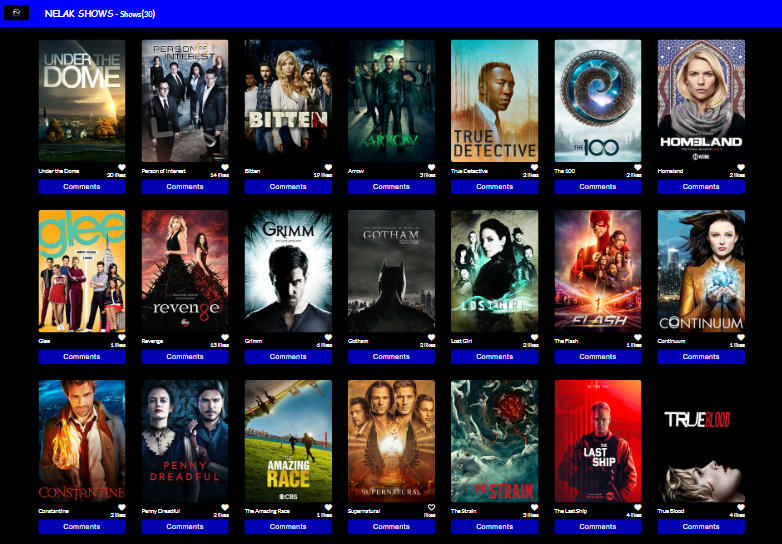 NELAK SHOWS - Shows(30)
UNDER THE
DOME
PERSON OF
INTEREST
BITTEN
ARROW
TRUE
DETECTIVE
THE
100
HOMELAND
SHOWTIME
Under the Dome
20 likes
Person of Interest
14 likes
Bitten
19 likes
Arrow
3 likes
True Detective
2 likes
The 100
2 likes
Homeland
2 likes
Comments
Comments
Comments
Comments
Comments
Comments
Comments
glee
revenge
abc
GRIMM
GOTHAM
LOST GIRL
THE
FLASH
CONTINUUM
Glee
1 likes
Revenge
13 likes
Grimm
6 likes
Gotham
2 likes
Lost Girl
2 likes
The Flash
1 likes
Continuum
1 likes
Comments
Comments
Comments
Comments
Comments
Comments
Comments
CONSTANTINE
PENNY
DREADFUL
THE
AMAZING
RACE
CBS
SUPERNATURAL
THE STRAIN
THE
LAST
SHIP
TRUE BLOOD
Constantine
2 likes
Penny Dreadful
2 likes
The Amazing Race
1 likes
Supernatural
likes
The Strain
3 likes
The Last Ship
4 likes
True Blood
4 likes
Comments
Comments
Comments
Comments
Comments
Comments
Comments